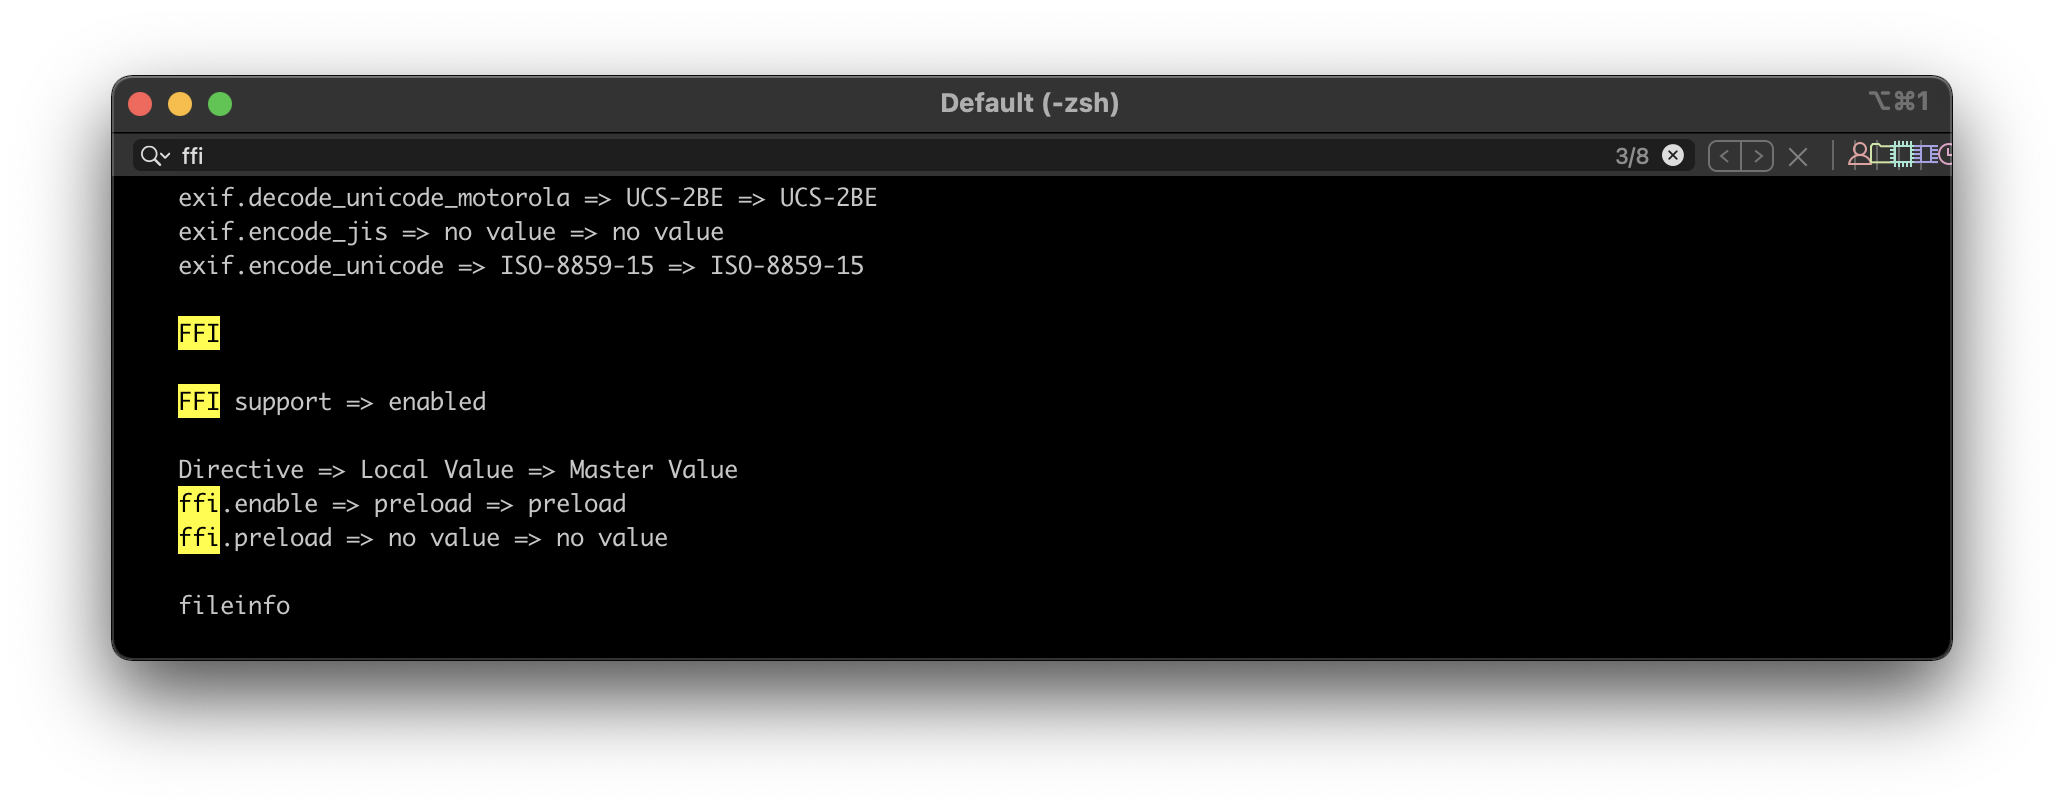 Default (-zsh)
⌥⌘1
ffi
3/8
exif.decode_unicode_motorola => UCS-2BE => UCS-2BE
exif.encode_jis => no value => no value
exif.encode_unicode => ISO-8859-15 => ISO-8859-15
FFI
FFI support => enabled
Directive => Local Value => Master Value
ffi.enable => preload => preload
ffi.preload => no value => no value
fileinfo